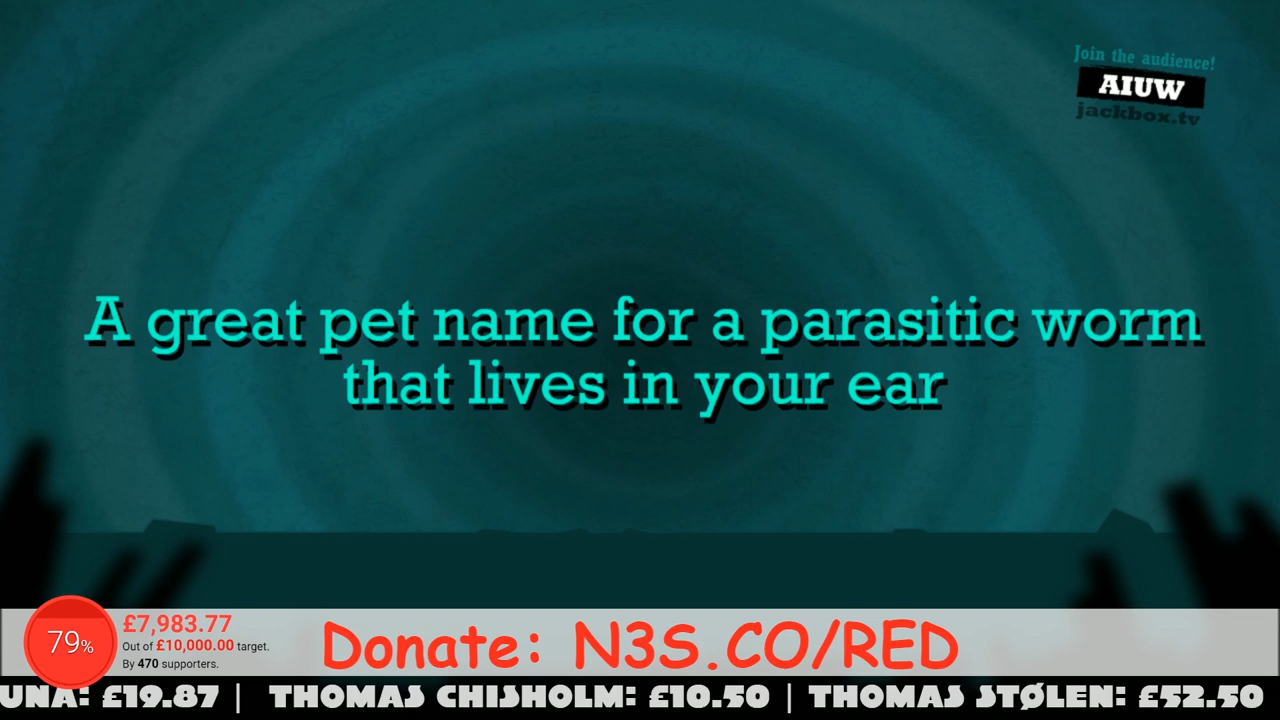 Join the audience!
AIUW
jackbox.tv
A great pet name for a parasitic worm
that lives in your ear
79%
£7,983.77
Out of £10,000.00 target.
By 470 supporters.
Donate: N3S.CO/RED
UNA: £19.87 | THOMAS CHISHOLM: £10.50 | THOMAS STØLEN: £52.50